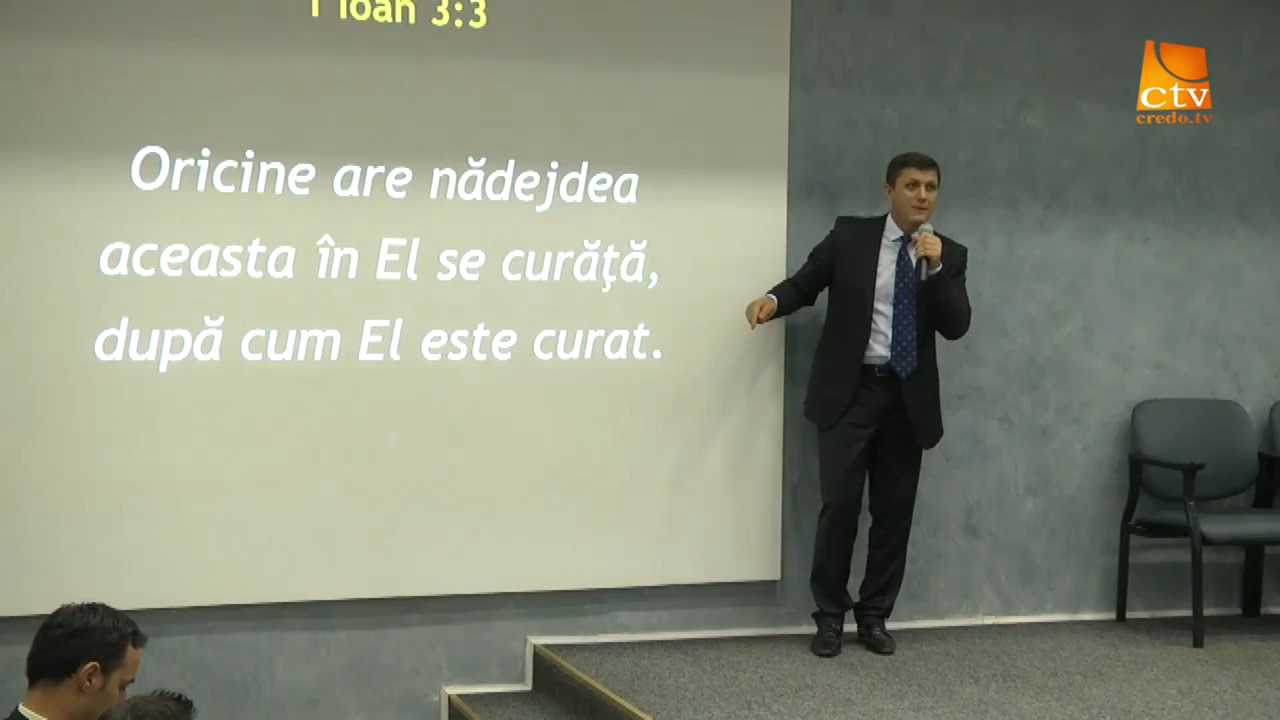 1 Ioan 3:3
Oricine are nădejdea
aceasta în El se curăţă,
după cum El este curat.
ctv
credo.tv